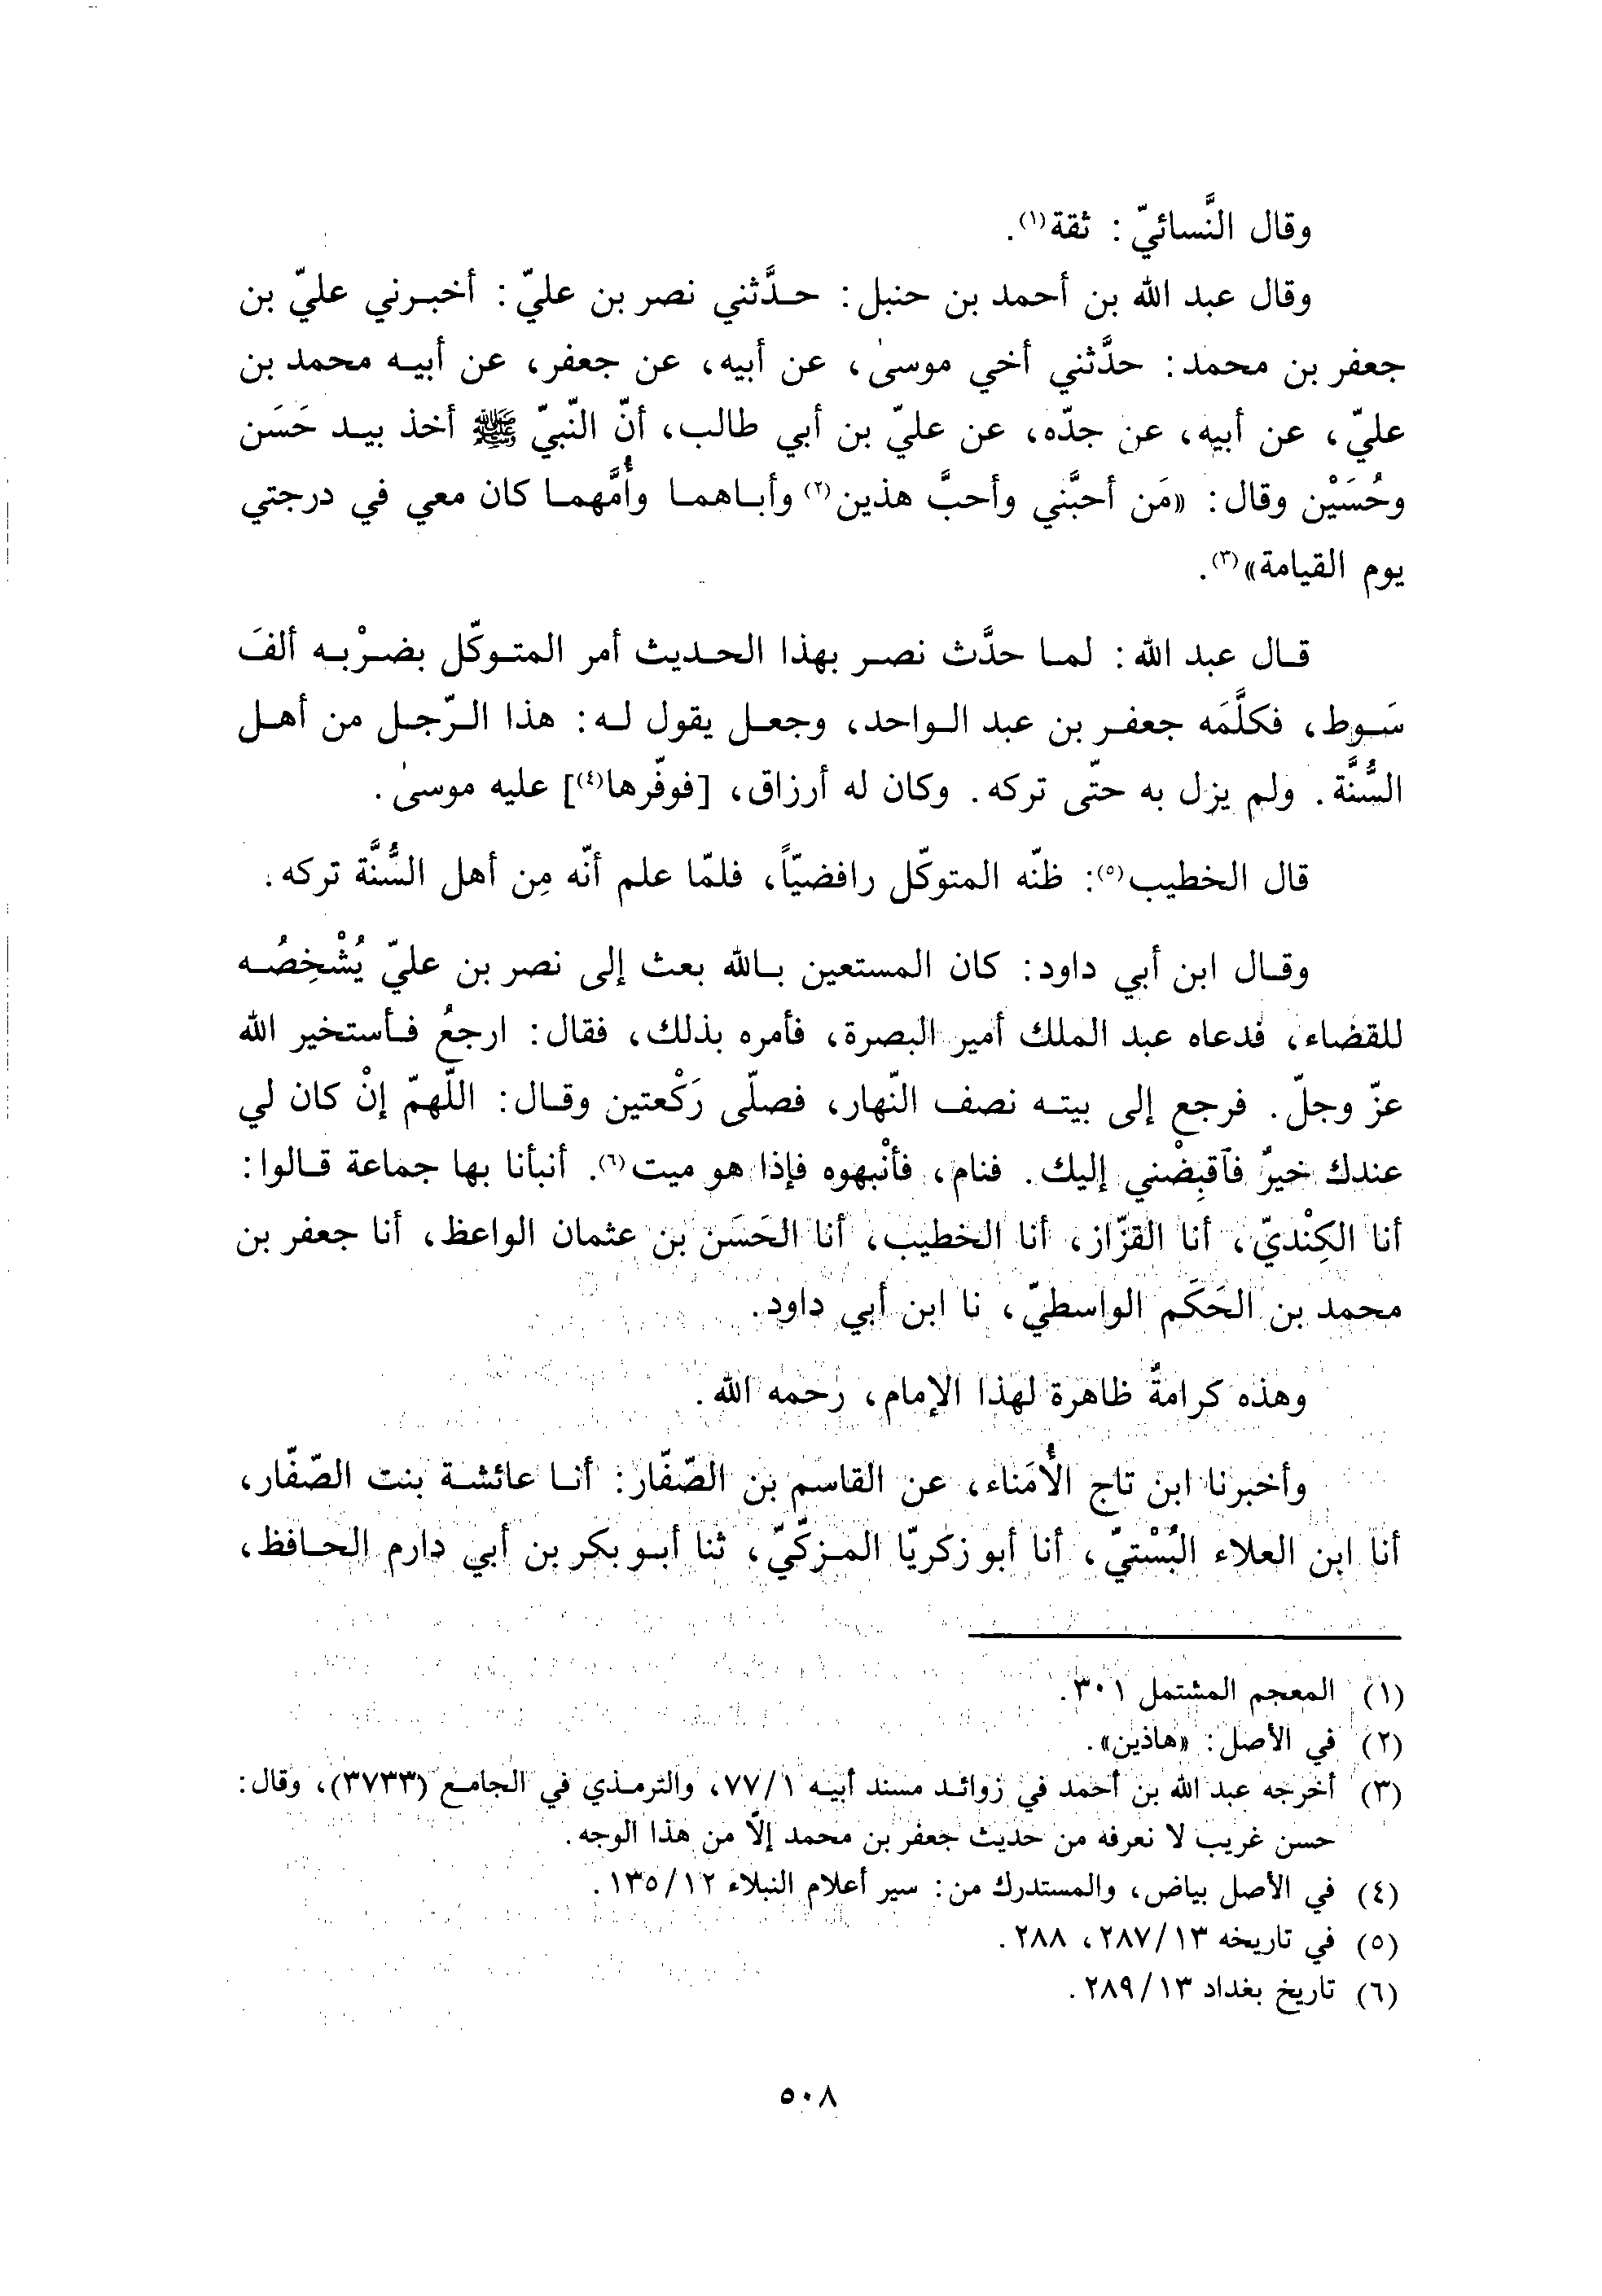 وقال النَّسائيّ: ثقة(١).
وقال عبد الله بن أحمد بن حنبل: حدَّثني نصر بن عليّ: أخبرني عليّ بن
جعفر بن محمد: حدَّثني أخي موسىٰ، عن أبيه، عن جعفر، عن أبيه محمد بن
عليّ، عن أبيه، عن جدّه، عن عليّ بن أبي طالب، أنّ النّبيّ ﷺ أخذ بيد حَسَن
وحُسَيْن وقال: «مَن أحبَّني وأحبَّ هذين(٢) وأباهما وأُمَّهما كان معي في درجتي
يوم القيامة»(٣).
قال عبد الله: لما حدَّث نصر بهذا الحديث أمر المتوكّل بضرْبه ألفَ
سَوط، فكلَّمَه جعفر بن عبد الواحد، وجعل يقول له: هذا الرّجل من أهل
السُّنَّة. ولم يزل به حتّى تركه. وكان له أرزاق، [فوفّرها(٤)] عليه موسىٰ.
قال الخطيب(٥): ظنّه المتوكّل رافضيّاً، فلمّا علم أنّه مِن أهل السُّنَّة تركه.
وقال ابن أبي داود: كان المستعين بالله بعث إلى نصر بن عليّ يُشْخِصُه
للقضاء، فدعاه عبد الملك أمير البصرة، فأمره بذلك، فقال: ارجعُ فأستخير الله
عزّ وجلّ. فرجع إلى بيته نصف النّهار، فصلّى رَكْعتين وقال: اللّهمّ إنْ كان لي
عندك خيرٌ فٱقبِضْني إليك. فنام، فأنْبهوه فإذا هو ميت(٦). أنبأنا بها جماعة قالوا:
أنا الكِنْديّ، أنا القزّاز، أنا الخطيب، أنا الحَسَن بن عثمان الواعظ، أنا جعفر بن
محمد بن الحَكَم الواسطيّ، نا ابن أبي داود.
وهذه كرامةٌ ظاهرة لهذا الإمام، رحمه الله.
وأخبرنا ابن تاج الأُمَناء، عن القاسم بن الصّفّار: أنا عائشة بنت الصّفّار،
أنا ابن العلاء البُسْتيّ، أنا أبو زكريّا المزكّيّ، ثنا أبو بكر بن أبي دارم الحافظ،
(١) المعجم المشتمل ٣٠١.
(٢) في الأصل: «هاذين».
(٣) أخرجه عبد الله بن أحمد في زوائد مسند أبيه ١/٧٧، والترمذي في الجامع (٣٧٣٣)، وقال:
حسن غريب لا نعرفه من حديث جعفر بن محمد إلّا من هذا الوجه.
(٤) في الأصل بياض، والمستدرك من: سير أعلام النبلاء ١٢/١٣٥.
(٥) في تاريخه ١٣/٢٨٧، ٢٨٨.
(٦) تاريخ بغداد ١٣/٢٨٩.
٥٠٨